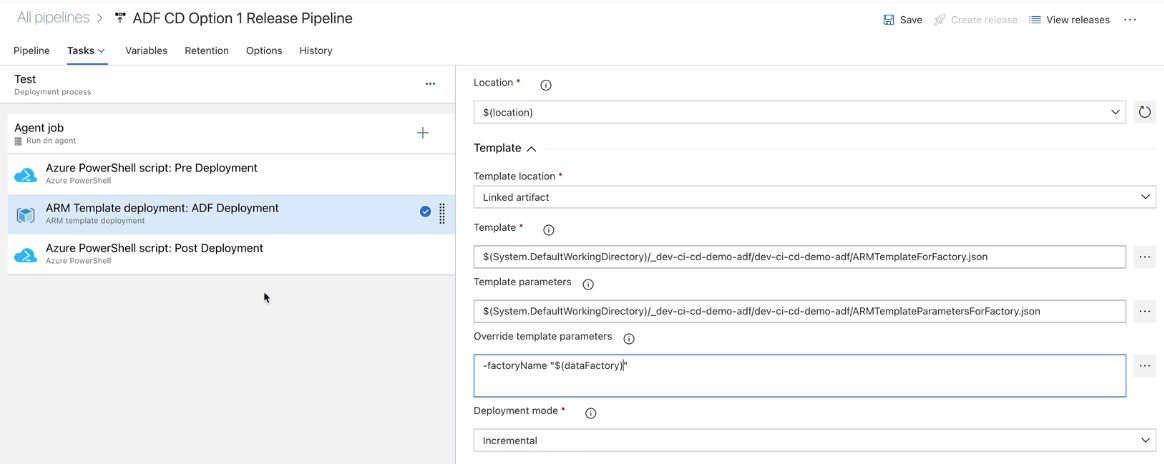 All pipelines > ADF CD Option 1 Release Pipeline
Save Create release View releases ...
Pipeline Tasks Variables Retention Options History
Test
Deployment process
Agent job
Run on agent
Azure PowerShell script: Pre Deployment
Azure PowerShell
ARM Template deployment: ADF Deployment
ARM template deployment
Azure PowerShell script: Post Deployment
Azure PowerShell
Location *
$(location)
Template
Template location *
Linked artifact
Template *
$(System.DefaultWorkingDirectory)/_dev-ci-cd-demo-adf/dev-ci-cd-demo-adf/ARMTemplateForFactory.json
Template parameters
$(System.DefaultWorkingDirectory)/_dev-ci-cd-demo-adf/dev-ci-cd-demo-adf/ARMTemplateParametersForFactory.json
Override template parameters
-factoryName "$(dataFactory)"
Deployment mode *
Incremental